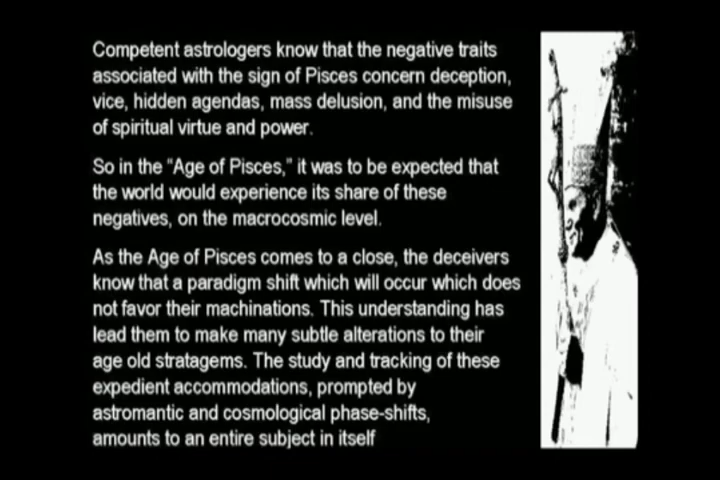 Competent astrologers know that the negative traits
associated with the sign of Pisces concern deception,
vice, hidden agendas, mass delusion, and the misuse
of spiritual virtue and power.
So in the "Age of Pisces," it was to be expected that
the world would experience its share of these
negatives, on the macrocosmic level.
As the Age of Pisces comes to a close, the deceivers
know that a paradigm shift which will occur which does
not favor their machinations. This understanding has
lead them to make many subtle alterations to their
age old stratagems. The study and tracking of these
expedient accommodations, prompted by
astromantic and cosmological phase-shifts,
amounts to an entire subject in itself